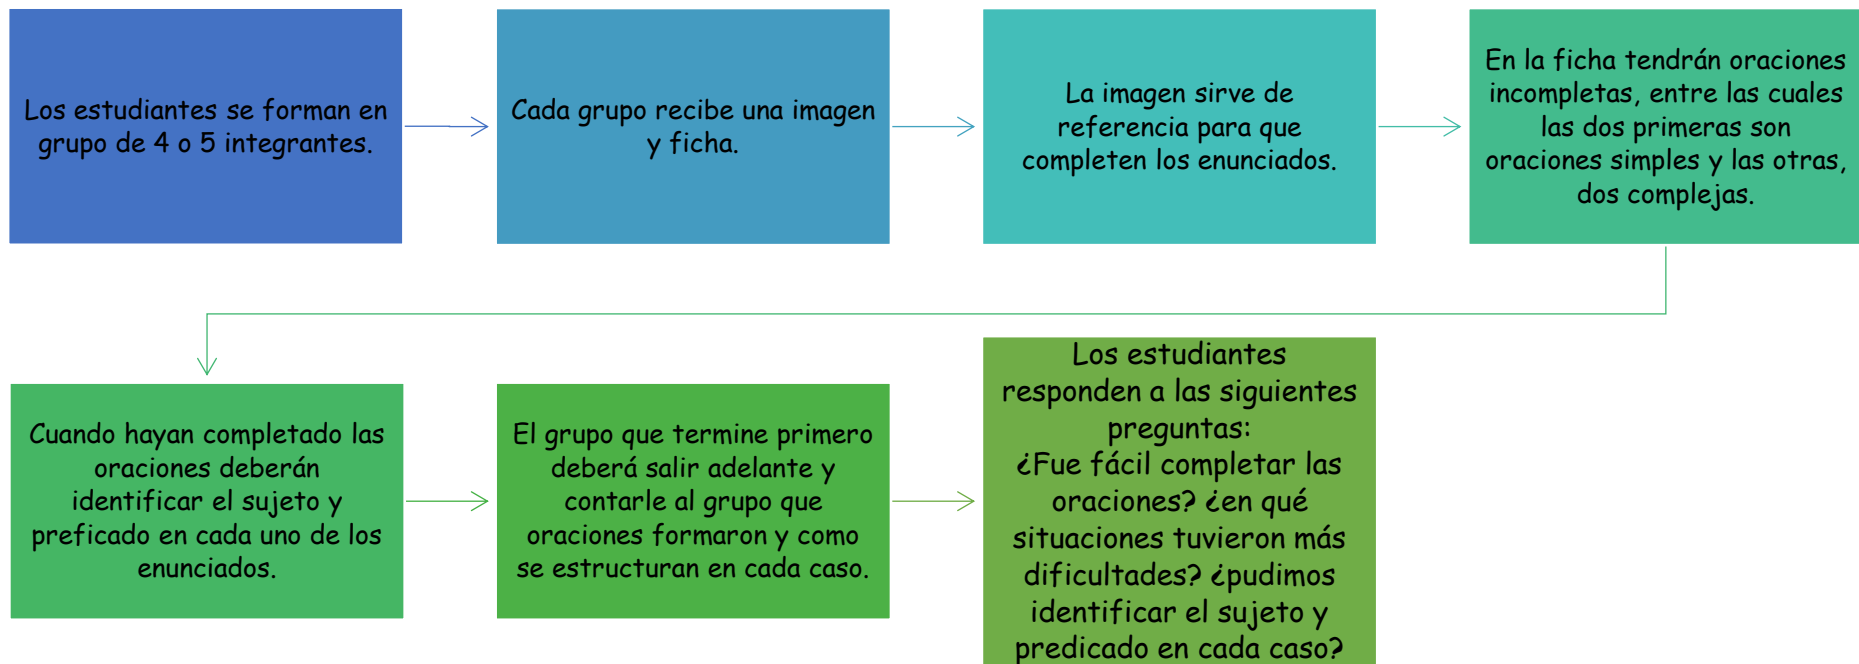 Los estudiantes se forman en
grupo de 4 o 5 integrantes.
Cada grupo recibe una imagen
y ficha.
La imagen sirve de
referencia para que
completen los enunciados.
En la ficha tendrán oraciones
incompletas, entre las cuales
las dos primeras son
oraciones simples y las otras,
dos complejas.
Cuando hayan completado las
oraciones deberán
identificar el sujeto y
preficado en cada uno de los
enunciados.
El grupo que termine primero
deberá salir adelante y
contarle al grupo que
oraciones formaron y como
se estructuran en cada caso.
Los estudiantes
responden a las siguientes
preguntas:
¿Fue fácil completar las
oraciones? ¿en qué
situaciones tuvieron más
dificultades? ¿pudimos
identificar el sujeto y
predicado en cada caso?